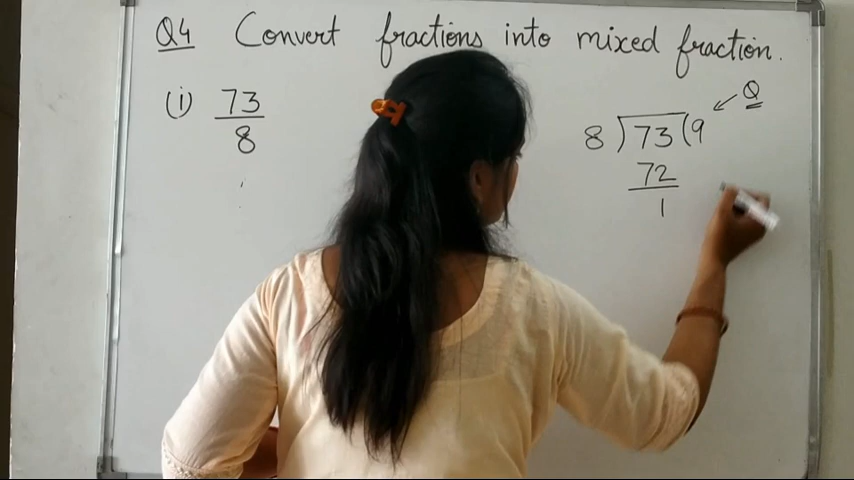 Q4 Convert fractions into mixed fraction.
(i) 73
8
Q
8)73(9
72
1